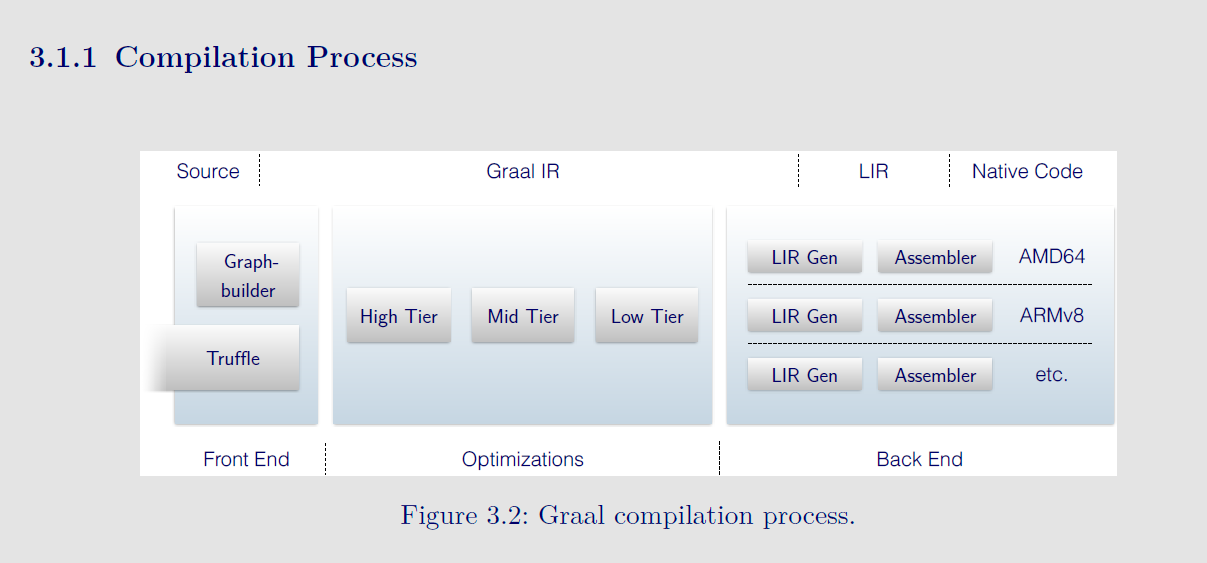 3.1.1 Compilation Process
Source
Graal IR
LIR
Native Code
Graph-
builder
Truffle
High Tier
Mid Tier
Low Tier
LIR Gen
Assembler
AMD64
LIR Gen
Assembler
ARMv8
LIR Gen
Assembler
etc.
Front End
Optimizations
Back End
Figure 3.2: Graal compilation process.